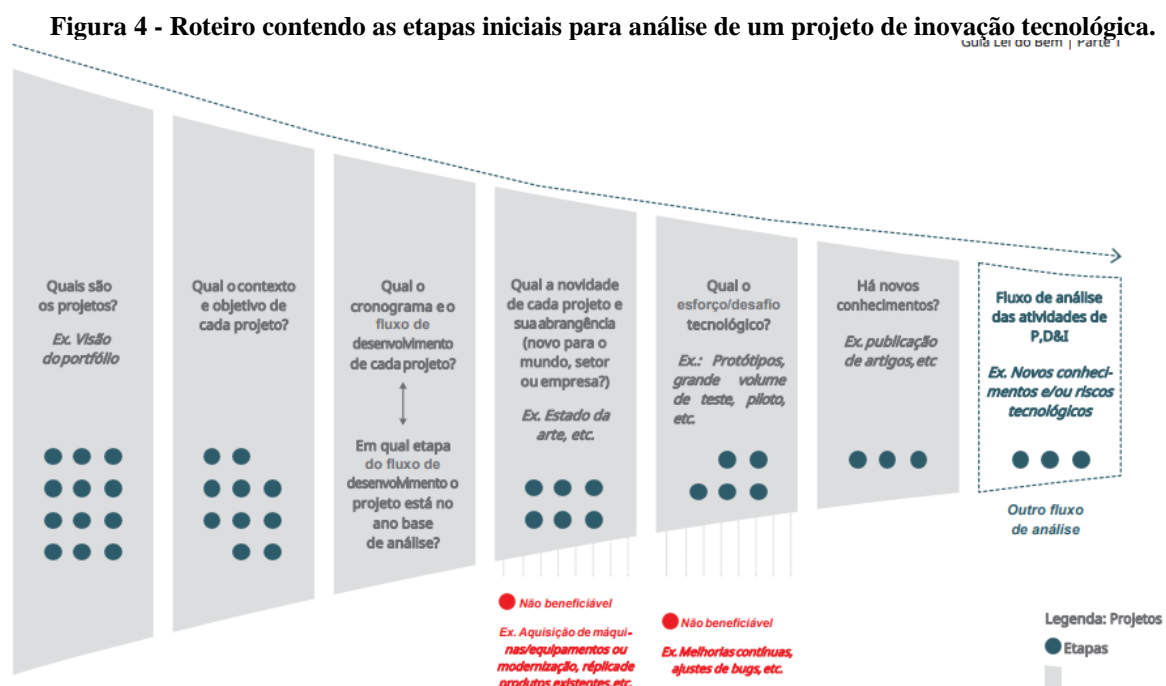 Figura 4 - Roteiro contendo as etapas iniciais para análise de um projeto de inovação tecnológica.
Guia Lei do Bem | Parte 1
Quais são
os projetos?
Ex. Visão
do portfólio
Qual o contexto
e objetivo de
cada projeto?
Qual o
cronograma e o
fluxo de
desenvolvimento
de cada projeto?
Em qual etapa
do fluxo de
desenvolvimento o
projeto está no
ano base
de análise?
Qual a novidade
de cada projeto e
sua abrangência
(novo para o
mundo, setor
ou empresa?)
Ex. Estado da
arte, etc.
Não beneficiável
Ex. Aquisição de máqui-
nas/equipamentos ou
modernização, réplica de
produtos existentes, etc.
Qual o
esforço/desafio
tecnológico?
Ex.: Protótipos,
grande volume
de teste, piloto,
etc.
Não beneficiável
Ex. Melhorias contínuas,
ajustes de bugs, etc.
Há novos
conhecimentos?
Ex. publicação
de artigos, etc
Fluxo de análise
das atividades de
P,D&I
Ex. Novos conheci-
mentos e/ou riscos
tecnológicos
Outro fluxo
de análise
Legenda: Projetos
Etapas